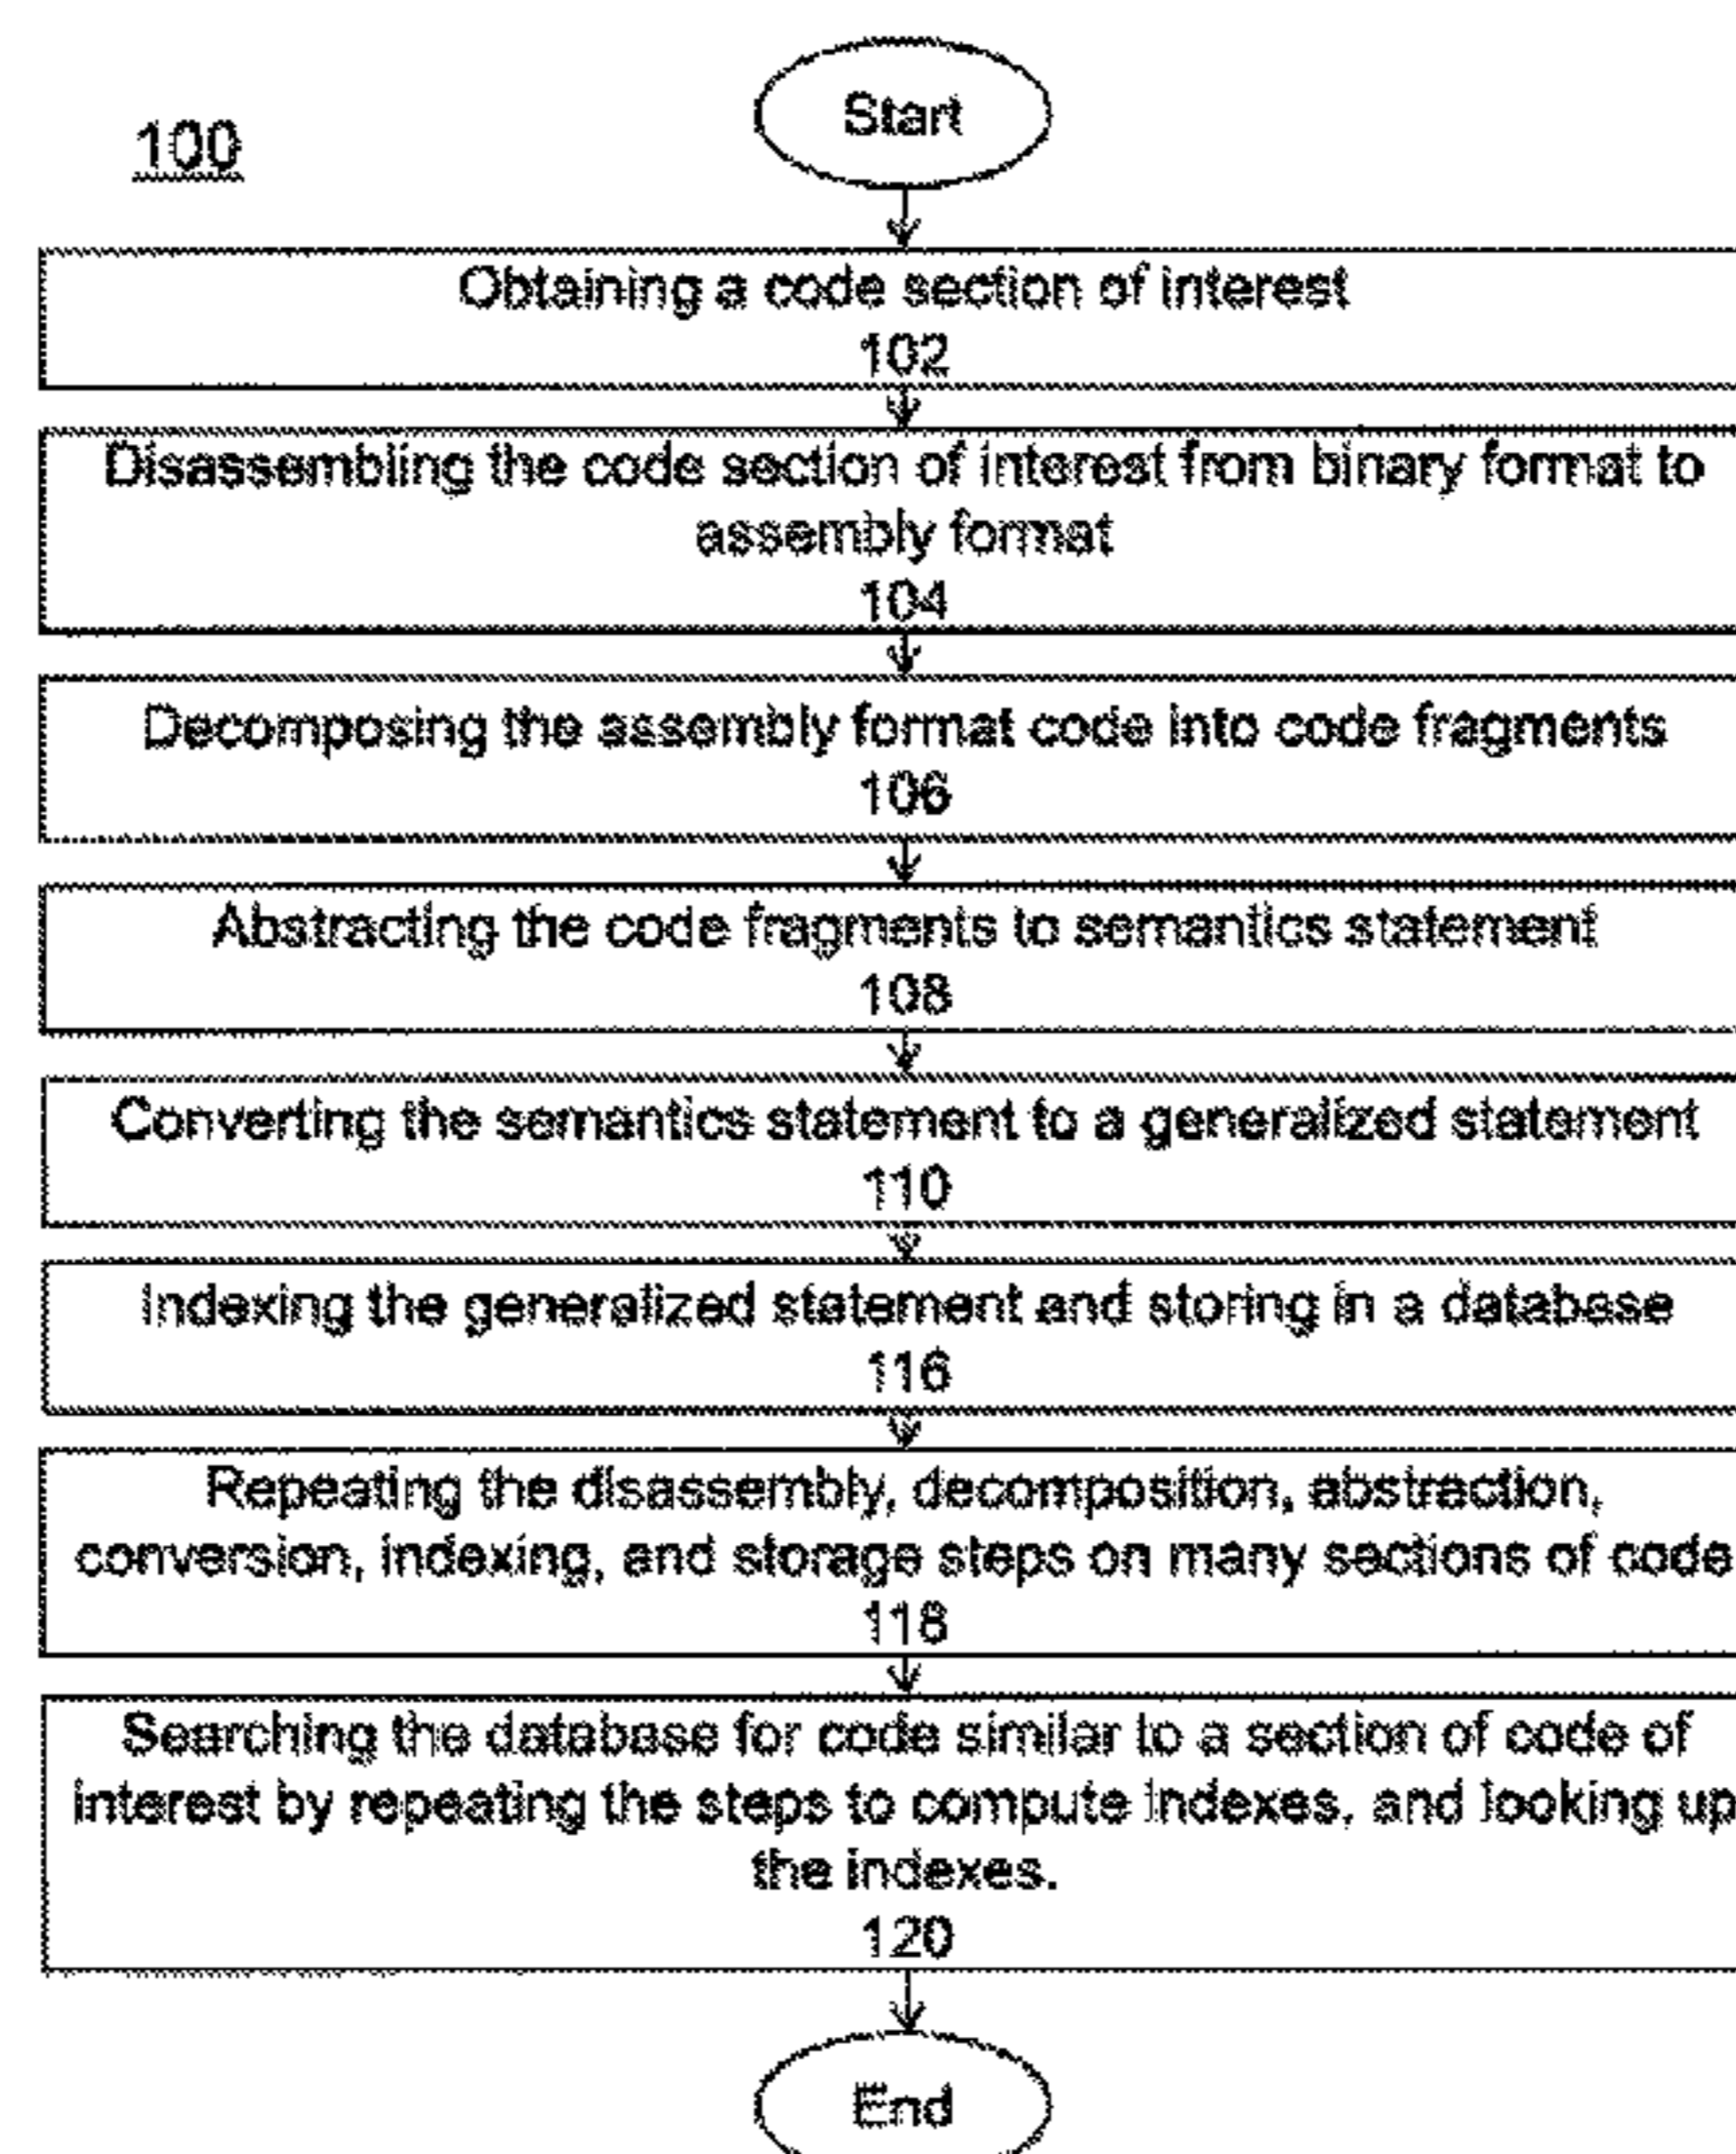 Start
100
Obtaining a code section of interest
102
Disassembling the code section of interest from binary format to
assembly format
104
Decomposing the assembly format code into code fragments
106
Abstracting the code fragments to semantics statement
108
Converting the semantics statement to a generalized statement
110
Indexing the generalized statement and storing in a database
116
Repeating the disassembly, decomposition, abstraction,
conversion, indexing, and storage steps on many sections of code
118
Searching the database for code similar to a section of code of
interest by repeating the steps to compute indexes, and looking up
the indexes.
120
End